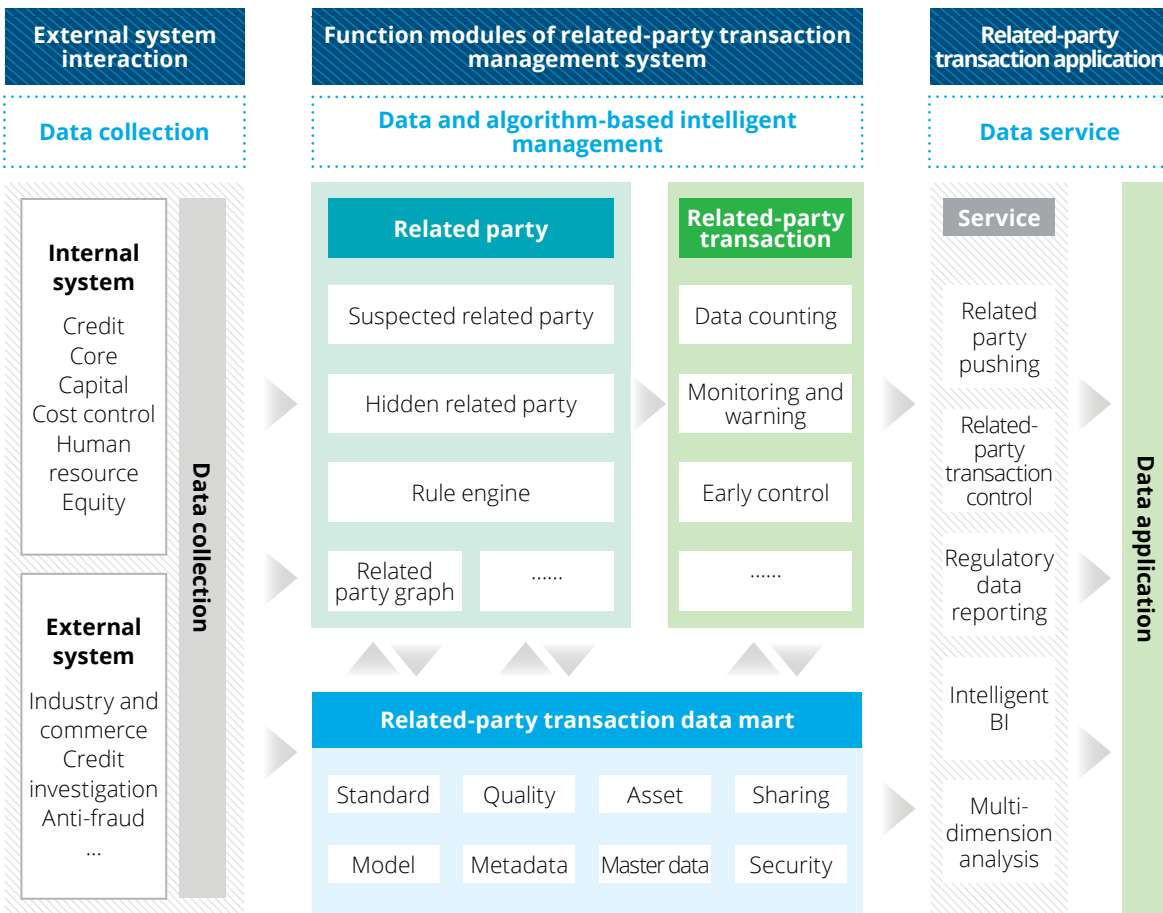 External system
interaction
Function modules of related-party transaction
management system
Related-party
transaction application
Data collection
Data and algorithm-based intelligent
management
Data service
Internal
system
Credit
Core
Capital
Cost control
Human
resource
Equity
External
system
Industry and
commerce
Credit
investigation
Anti-fraud
...
Data collection
Related party
Suspected related party
Hidden related party
Rule engine
Related
party graph
......
Related-party
transaction
Data counting
Monitoring and
warning
Early control
......
Related-party transaction data mart
Standard
Quality
Asset
Sharing
Model
Metadata
Master data
Security
Service
Related
party
pushing
Related-
party
transaction
control
Regulatory
data
reporting
Intelligent
BI
Multi-
dimension
analysis
Data application